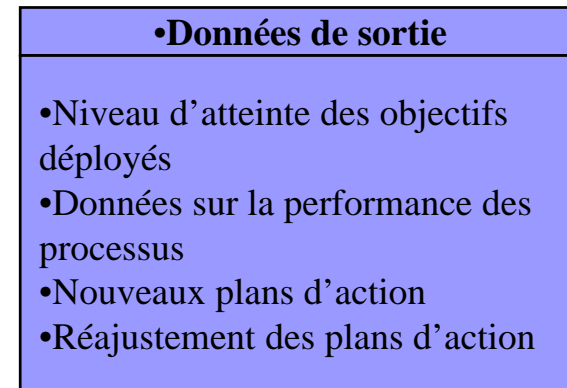 •Données de sortie
•Niveau d’atteinte des objectifs
déployés
•Données sur la performance des
processus
•Nouveaux plans d’action
•Réajustement des plans d’action